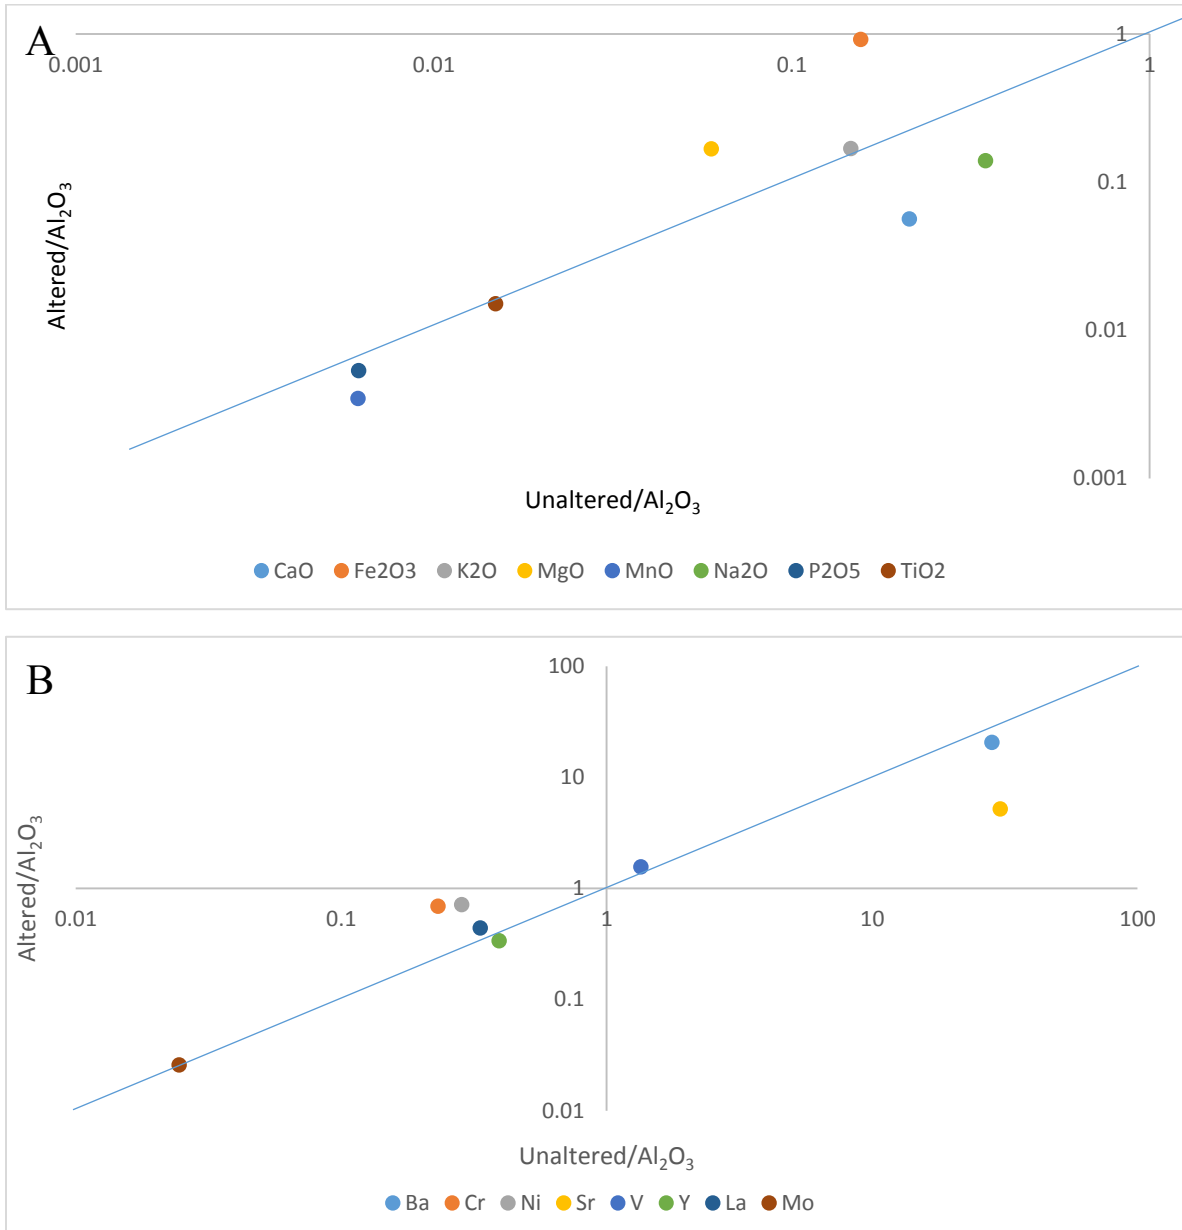 A
1
0.001
0.01
0.1
1
0.1
Altered/Al₂O₃
0.01
0.001
Unaltered/Al₂O₃
CaO Fe2O3 K2O MgO MnO Na2O P2O5 TiO2
B
100
10
Altered/Al₂O₃
1
0.01
0.1
1
10
100
0.1
0.01
Unaltered/Al₂O₃
Ba Cr Ni Sr V Y La Mo